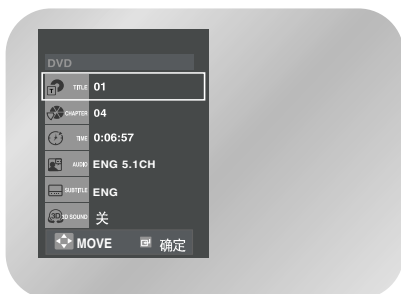 DVD
TITLE 01
CHAPTER 04
TIME 0:06:57
AUDIO ENG 5.1CH
SUBTITLE ENG
3D 3D SOUND 关
MOVE 确定